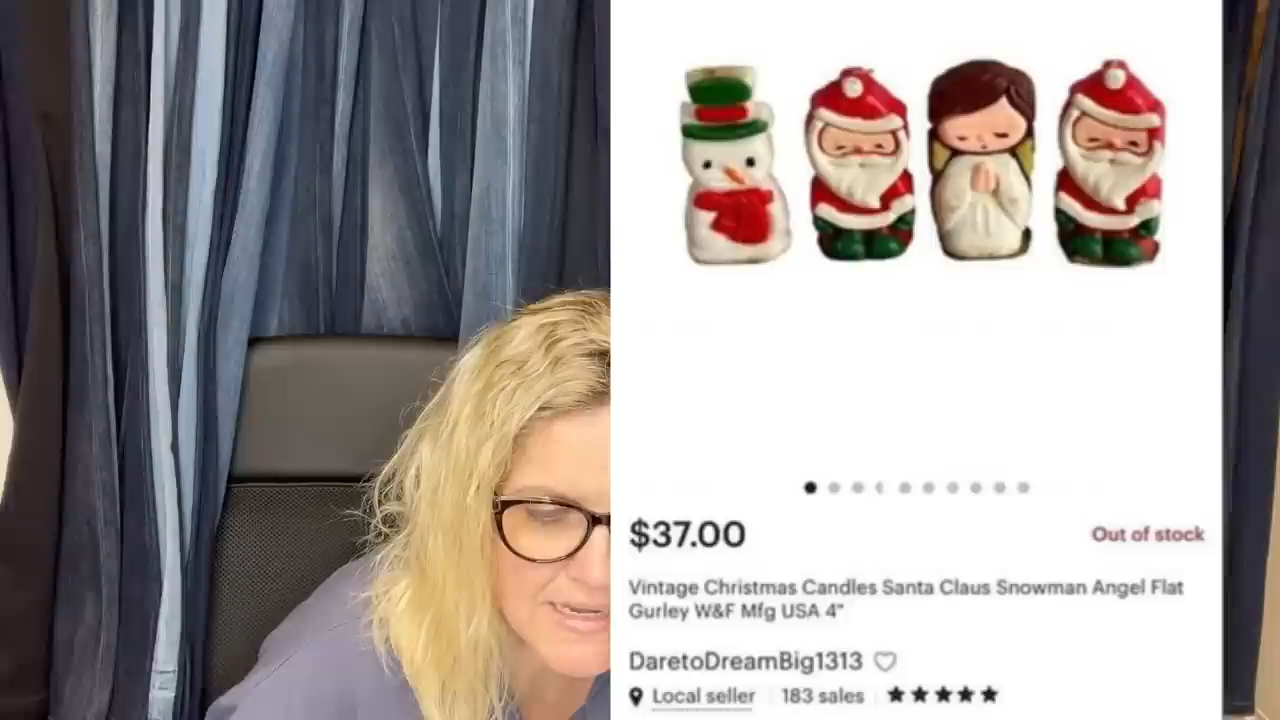 $37.00
Out of stock
Vintage Christmas Candles Santa Claus Snowman Angel Flat
Gurley W&F Mfg USA 4"
DaretoDreamBig1313
Local seller 183 sales